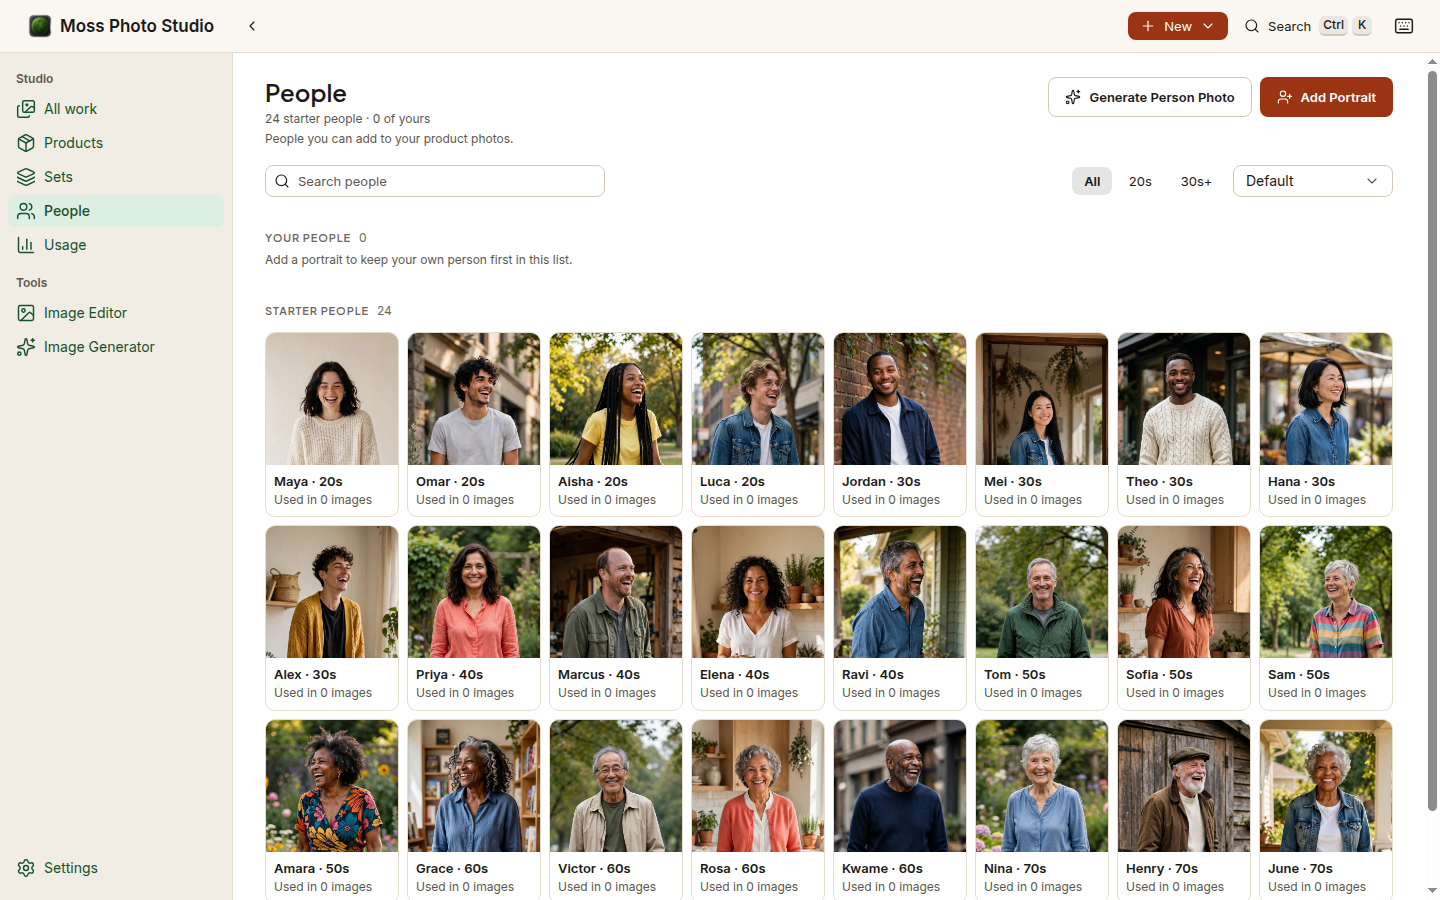 Moss Photo Studio
New
Search Ctrl K
Studio
All work
Products
Sets
People
Usage
Tools
Image Editor
Image Generator
Settings
People
24 starter people · 0 of yours
People you can add to your product photos.
Generate Person Photo
Add Portrait
Search people
All 20s 30s+
Default
YOUR PEOPLE 0
Add a portrait to keep your own person first in this list.
STARTER PEOPLE 24
Maya · 20s
Used in 0 images
Omar · 20s
Used in 0 images
Aisha · 20s
Used in 0 images
Luca · 20s
Used in 0 images
Jordan · 30s
Used in 0 images
Mei · 30s
Used in 0 images
Theo · 30s
Used in 0 images
Hana · 30s
Used in 0 images
Alex · 30s
Used in 0 images
Priya · 40s
Used in 0 images
Marcus · 40s
Used in 0 images
Elena · 40s
Used in 0 images
Ravi · 40s
Used in 0 images
Tom · 50s
Used in 0 images
Sofia · 50s
Used in 0 images
Sam · 50s
Used in 0 images
Amara · 50s
Used in 0 images
Grace · 60s
Used in 0 images
Victor · 60s
Used in 0 images
Rosa · 60s
Used in 0 images
Kwame · 60s
Used in 0 images
Nina · 70s
Used in 0 images
Henry · 70s
Used in 0 images
June · 70s
Used in 0 images